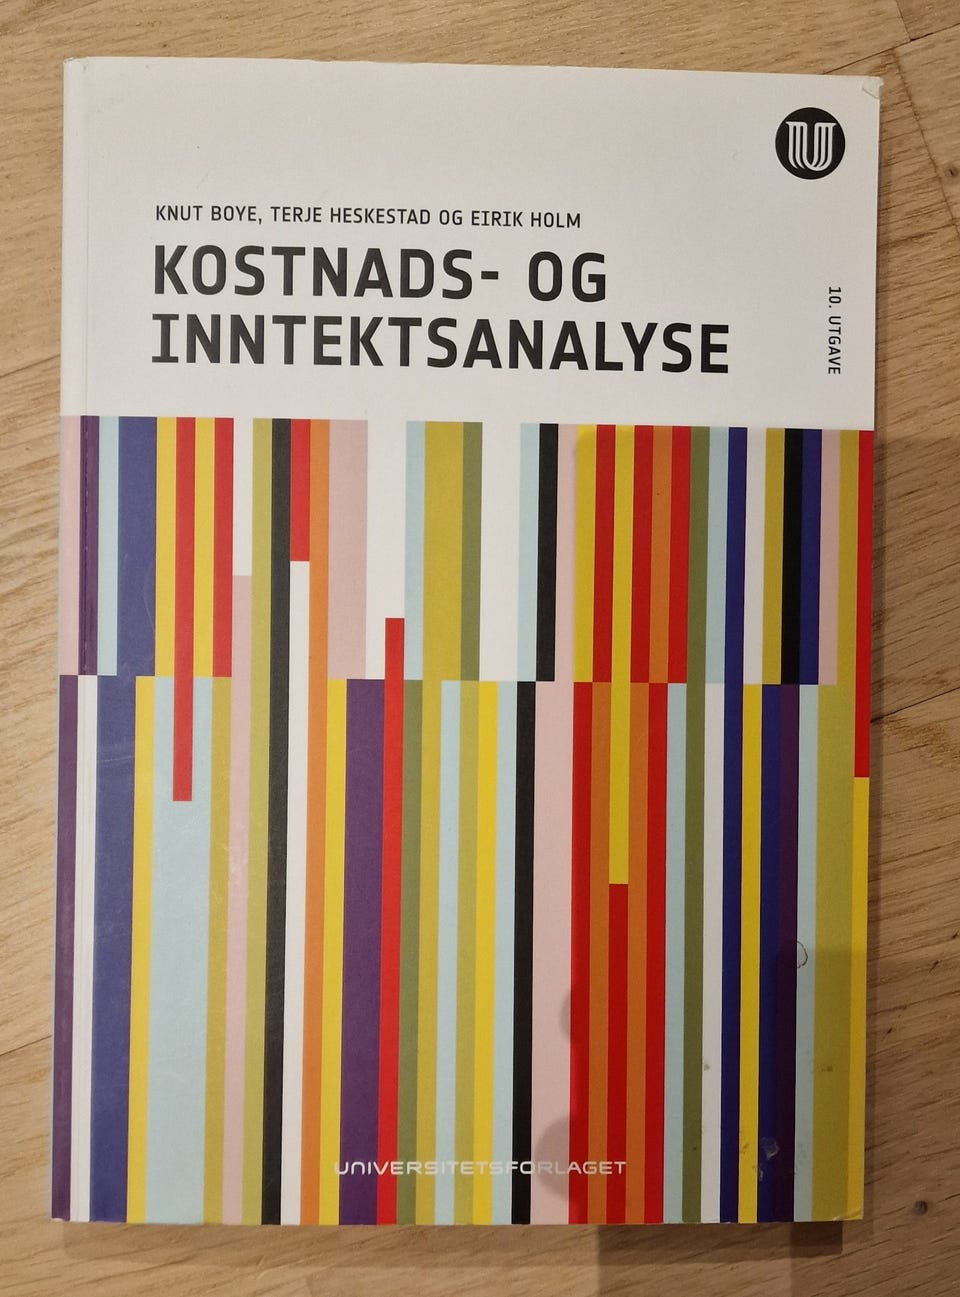 KNUT BOYE, TERJE HESKESTAD OG EIRIK HOLM
KOSTNADS- OG
INNTEKTSANALYSE
10. UTGAVE
UNIVERSITETSFORLAGET